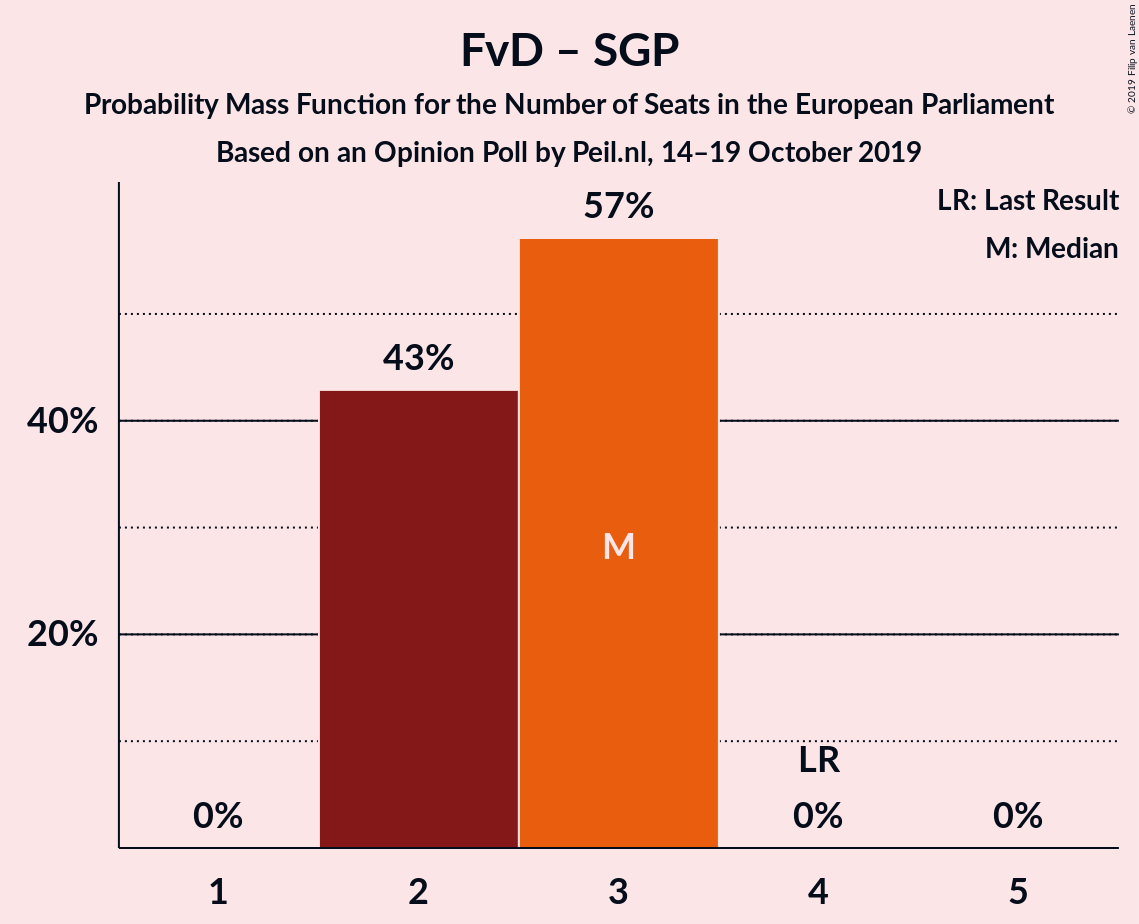 FvD – SGP
Probability Mass Function for the Number of Seats in the European Parliament
Based on an Opinion Poll by Peil.nl, 14–19 October 2019
© 2019 Filip van Laenen
LR: Last Result
M: Median
57%
43%
40%
M
20%
LR
0%
0%
0%
1
2
3
4
5